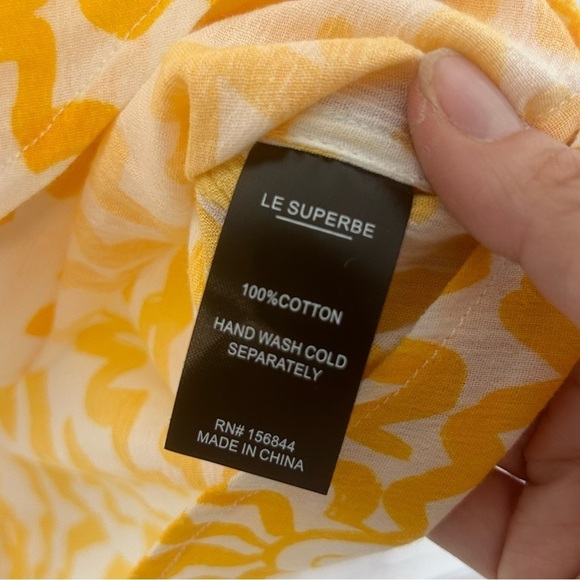 LE SUPERBE
100%COTTON
HAND WASH COLD
SEPARATELY
RN# 156844
MADE IN CHINA